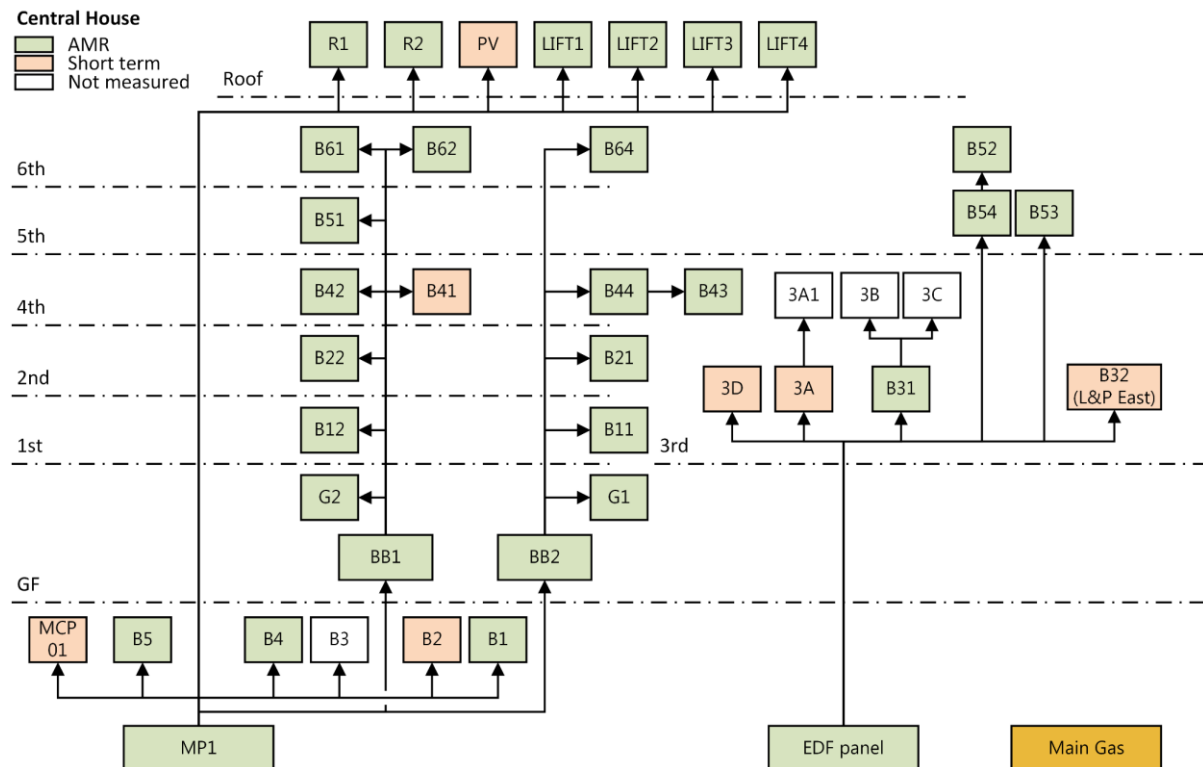 Central House
AMR
Short term
Not measured
R1
R2
PV
LIFT1
LIFT2
LIFT3
LIFT4
Roof
B61
B62
B64
B52
6th
B51
B54
B53
5th
B42
B41
B44
B43
3A1
3B
3C
4th
B22
B21
3D
3A
B31
B32
(L&P East)
2nd
B12
B11
1st
3rd
G2
G1
BB1
BB2
GF
MCP
01
B5
B4
B3
B2
B1
MP1
EDF panel
Main Gas